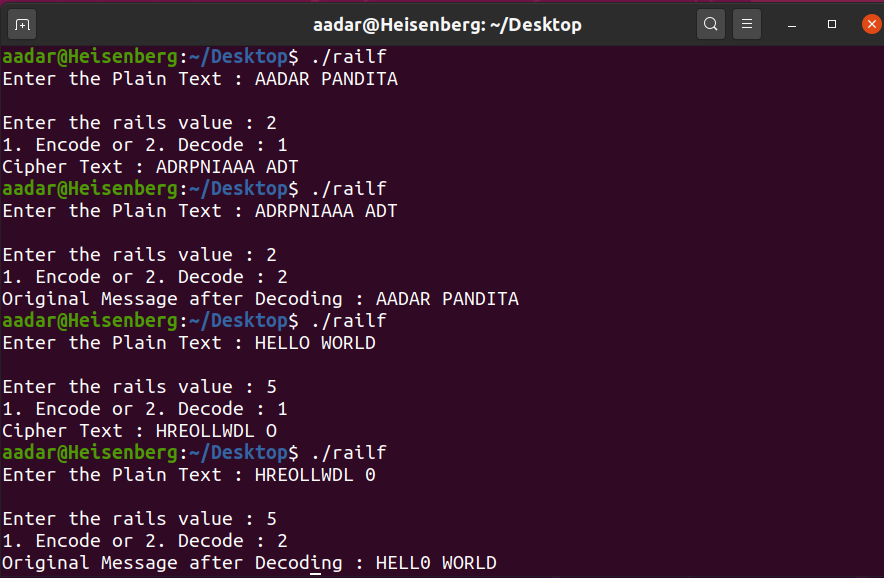 aadar@Heisenberg: ~/Desktop
aadar@Heisenberg:~/Desktop$ ./railf
Enter the Plain Text : AADAR PANDITA
Enter the rails value : 2
1. Encode or 2. Decode : 1
Cipher Text : ADRPNIAAA ADT
aadar@Heisenberg:~/Desktop$ ./railf
Enter the Plain Text : ADRPNIAAA ADT
Enter the rails value : 2
1. Encode or 2. Decode : 2
Original Message after Decoding : AADAR PANDITA
aadar@Heisenberg:~/Desktop$ ./railf
Enter the Plain Text : HELLO WORLD
Enter the rails value : 5
1. Encode or 2. Decode : 1
Cipher Text : HREOLLWDL O
aadar@Heisenberg:~/Desktop$ ./railf
Enter the Plain Text : HREOLLWDL 0
Enter the rails value : 5
1. Encode or 2. Decode : 2
Original Message after Decoding : HELL0 WORLD